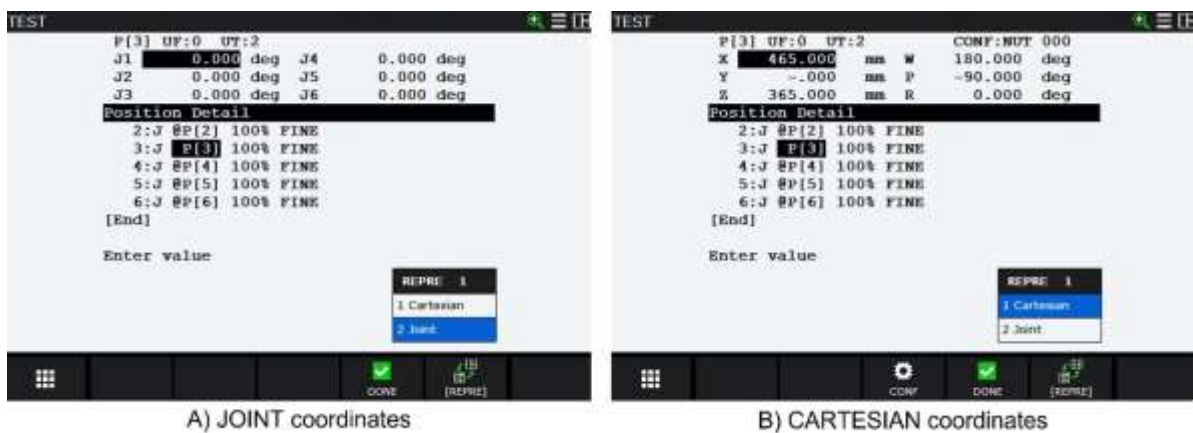 TEST
P[3] UF:0 UT:2
J1 0.000 deg J4 0.000 deg
J2 0.000 deg J5 0.000 deg
J3 0.000 deg J6 0.000 deg
Position Detail
2:J @P[2] 100% FINE
3:J P[3] 100% FINE
4:J @P[4] 100% FINE
5:J @P[5] 100% FINE
6:J @P[6] 100% FINE
[End]
Enter value
REPRE 1
1 Cartesian
2 Joint
DONE
[REPRE]
A) JOINT coordinates
TEST
P[3] UF:0 UT:2 CONF:NUT 000
X 465.000 mm W 180.000 deg
Y -.000 mm P -90.000 deg
Z 365.000 mm R 0.000 deg
Position Detail
2:J @P[2] 100% FINE
3:J P[3] 100% FINE
4:J @P[4] 100% FINE
5:J @P[5] 100% FINE
6:J @P[6] 100% FINE
[End]
Enter value
REPRE 1
1 Cartesian
2 Joint
CONF
DONE
[REPRE]
B) CARTESIAN coordinates